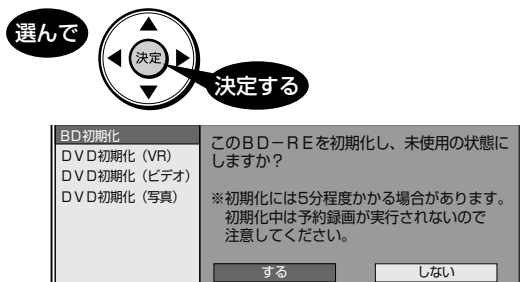 選んで
決定
決定する
BD初期化
DVD初期化（VR）
DVD初期化（ビデオ）
DVD初期化（写真）
このBD－REを初期化し、未使用の状態に
しますか？
※初期化には5分程度かかる場合があります。
初期化中は予約録画が実行されないので
注意してください。
する
しない